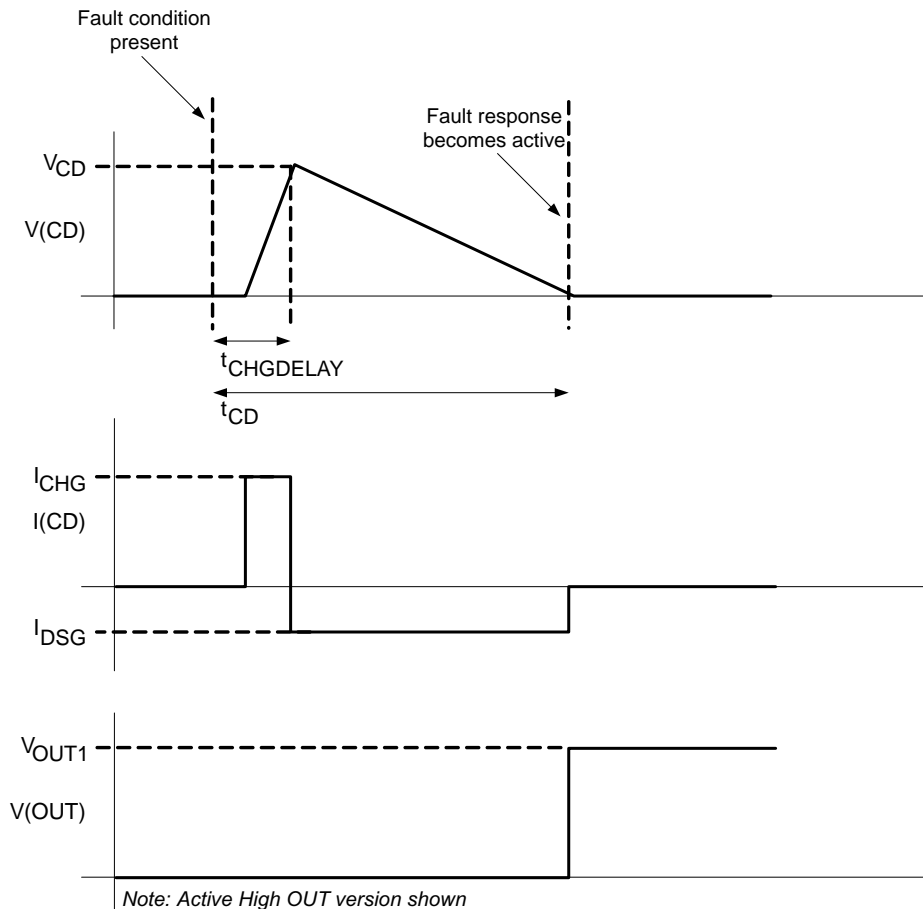 Fault condition
present
Fault response
becomes active
VCD
V(CD)
tCHGDELAY
tCD
ICHG
I(CD)
IDSG
VOUT1
V(OUT)
Note: Active High OUT version shown